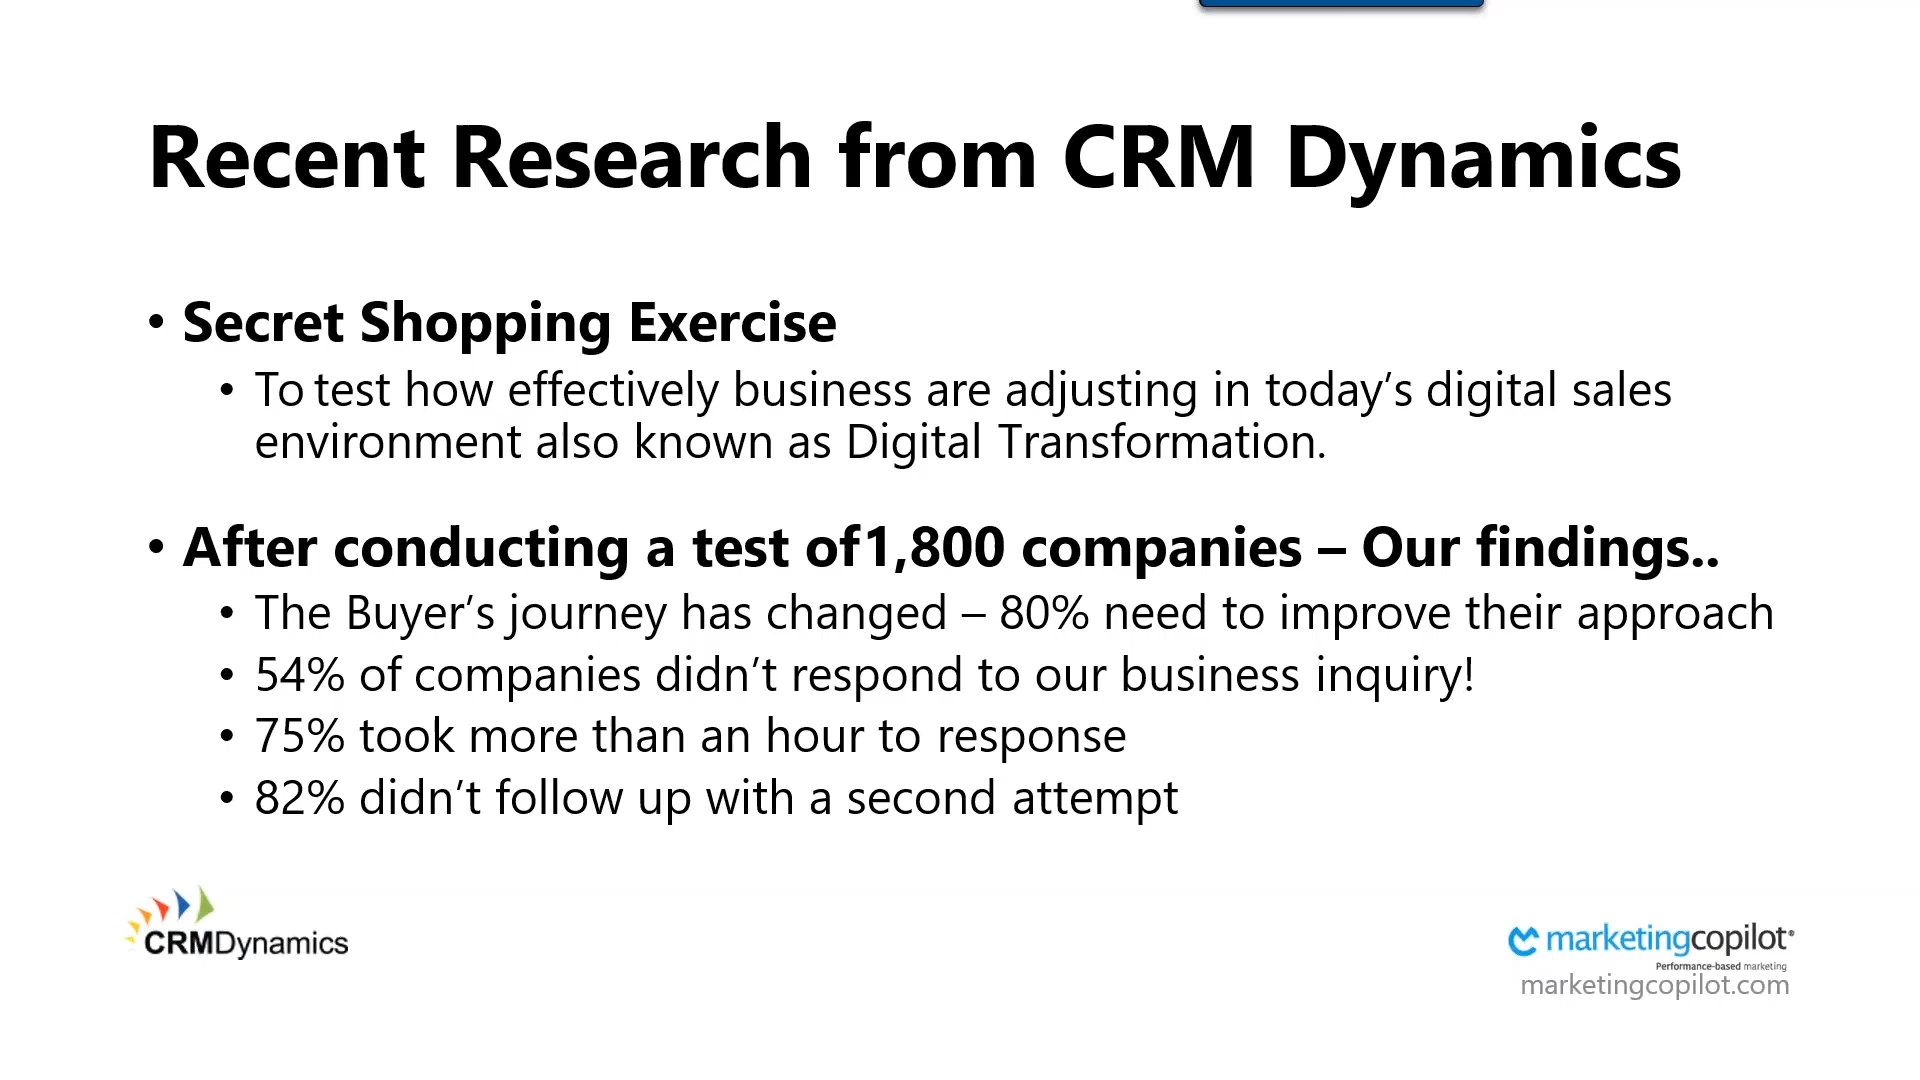 Recent Research from CRM Dynamics
• Secret Shopping Exercise
• To test how effectively business are adjusting in today’s digital sales
environment also known as Digital Transformation.
• After conducting a test of1,800 companies – Our findings..
• The Buyer’s journey has changed – 80% need to improve their approach
• 54% of companies didn’t respond to our business inquiry!
• 75% took more than an hour to response
• 82% didn’t follow up with a second attempt
CRMDynamics
marketingcopilot®
Performance-based marketing
marketingcopilot.com